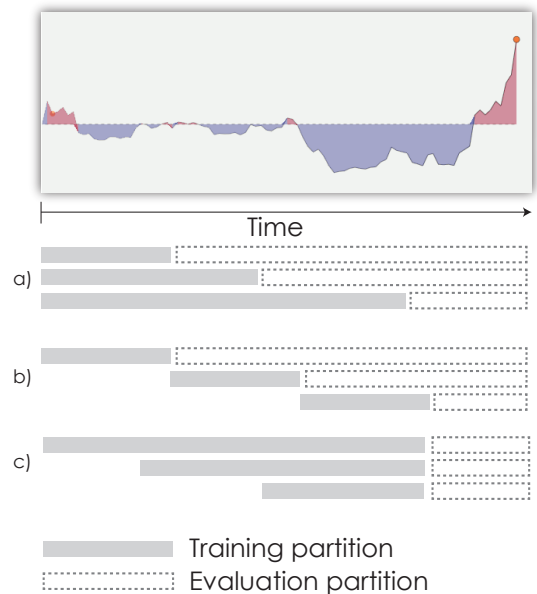 Time
a)
b)
c)
Training partition
Evaluation partition